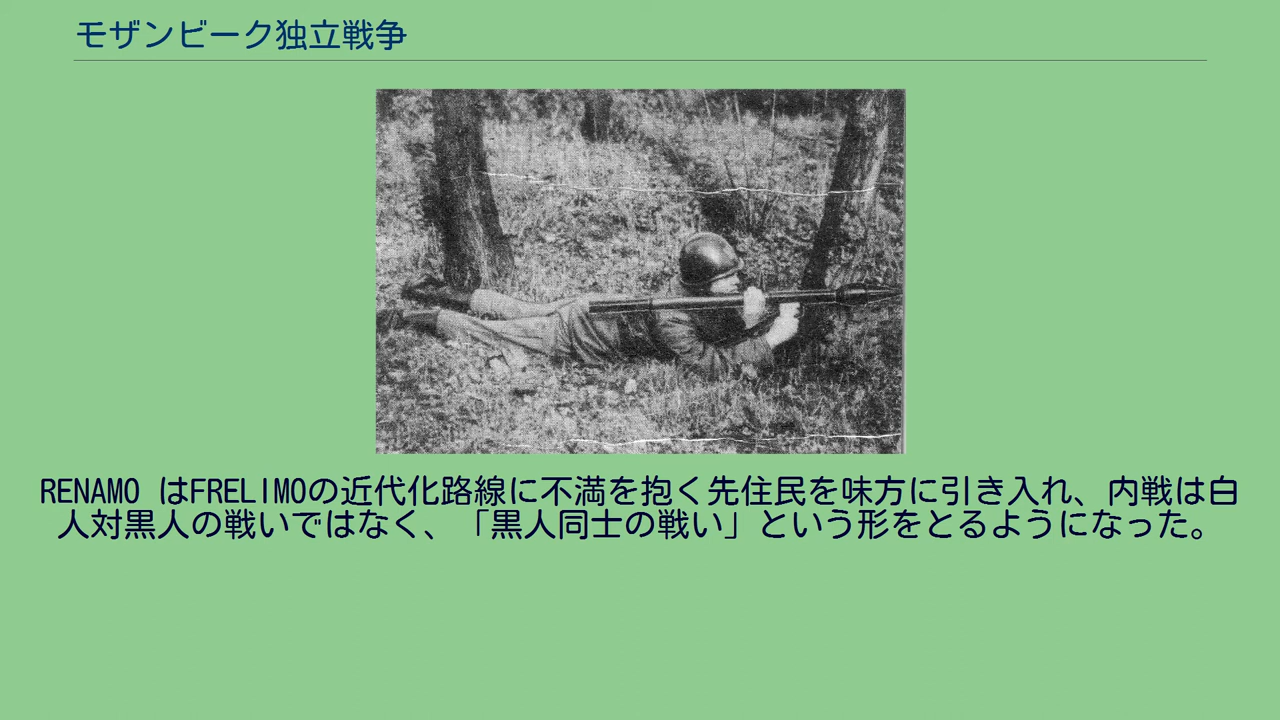 モザンビーク独立戦争
RENAMO はFRELIMOの近代化路線に不満を抱く先住民を味方に引き入れ、内戦は白
人対黒人の戦いではなく、「黒人同士の戦い」という形をとるようになった。